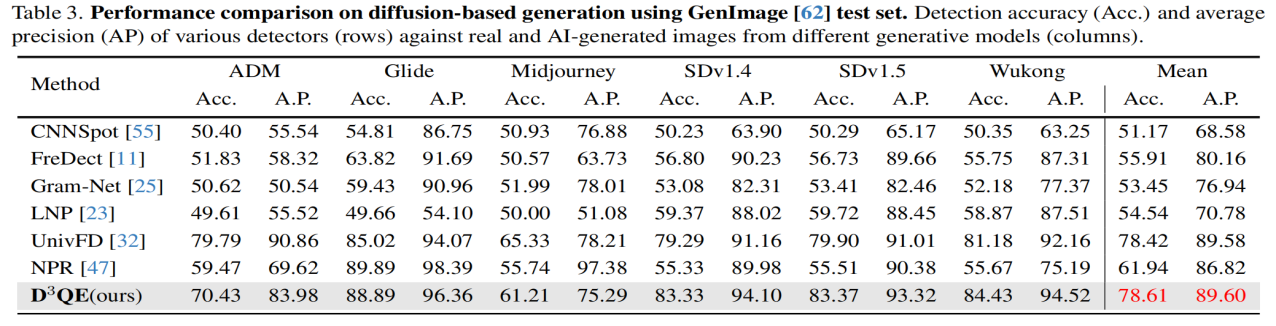 Table 3. Performance comparison on diffusion-based generation using GenImage [62] test set. Detection accuracy (Acc.) and average
precision (AP) of various detectors (rows) against real and AI-generated images from different generative models (columns).
Method ADM Glide Midjourney SDv1.4 SDv1.5 Wukong Mean
Acc. A.P. Acc. A.P. Acc. A.P. Acc. A.P. Acc. A.P. Acc. A.P. Acc. A.P.
CNNSpot [55] 50.40 55.54 54.81 86.75 50.93 76.88 50.23 63.90 50.29 65.17 50.35 63.25 51.17 68.58
FreDect [11] 51.83 58.32 63.82 91.69 50.57 63.73 56.80 90.23 56.73 89.66 55.75 87.31 55.91 80.16
Gram-Net [25] 50.62 50.54 59.43 90.96 51.99 78.01 53.08 82.31 53.41 82.46 52.18 77.37 53.45 76.94
LNP [23] 49.61 55.52 49.66 54.10 50.00 51.08 59.37 88.02 59.72 88.45 58.87 87.51 54.54 70.78
UnivFD [32] 79.79 90.86 85.02 94.07 65.33 78.21 79.29 91.16 79.90 91.01 81.18 92.16 78.42 89.58
NPR [47] 59.47 69.62 89.89 98.39 55.74 97.38 55.33 89.98 55.51 90.38 55.67 75.19 61.94 86.82
D³QE(ours) 70.43 83.98 88.89 96.36 61.21 75.29 83.33 94.10 83.37 93.32 84.43 94.52 78.61 89.60